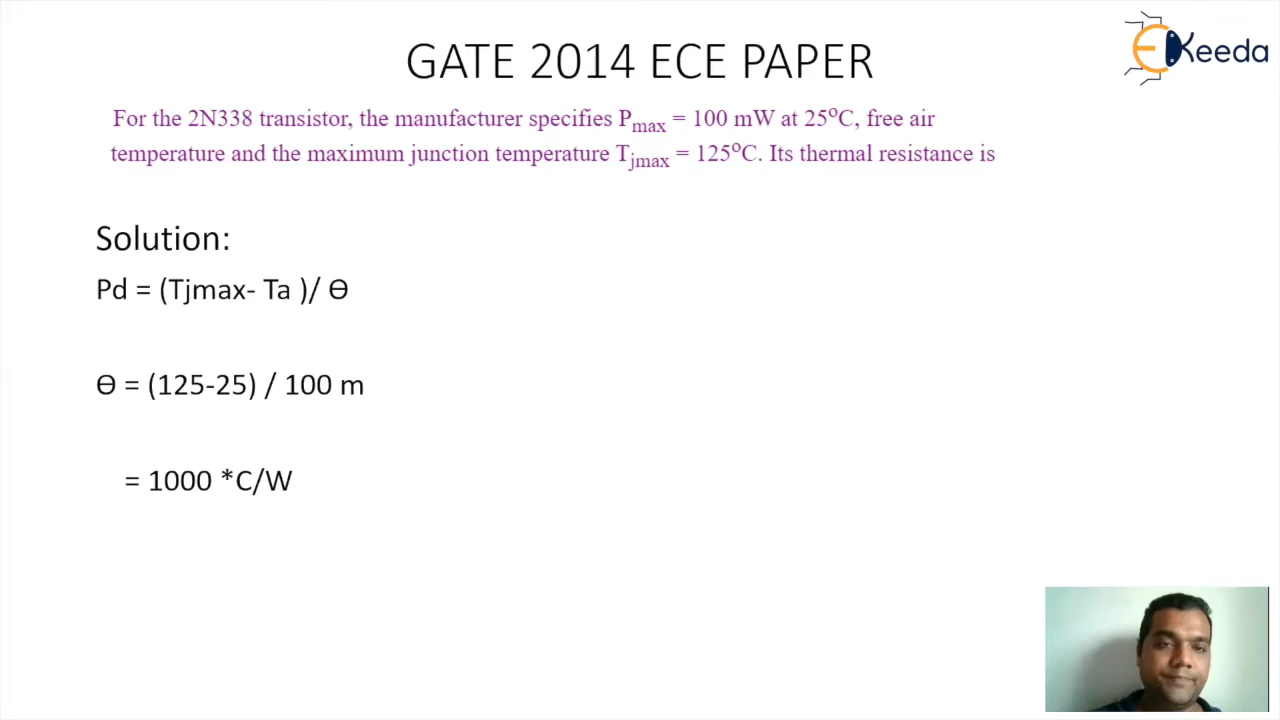 GATE 2014 ECE PAPER
EKeeda
For the 2N338 transistor, the manufacturer specifies Pmax = 100 mW at 25°C, free air
temperature and the maximum junction temperature Tjmax = 125°C. Its thermal resistance is
Solution:
Pd = (Tjmax- Ta )/ Ɵ
Ɵ = (125-25) / 100 m
= 1000 *C/W